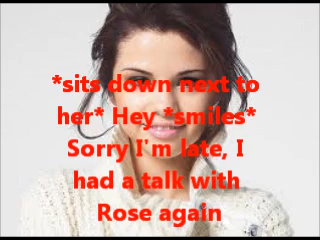 *sits down next to
her* Hey *smiles*
Sorry I'm late, I
had a talk with
Rose again